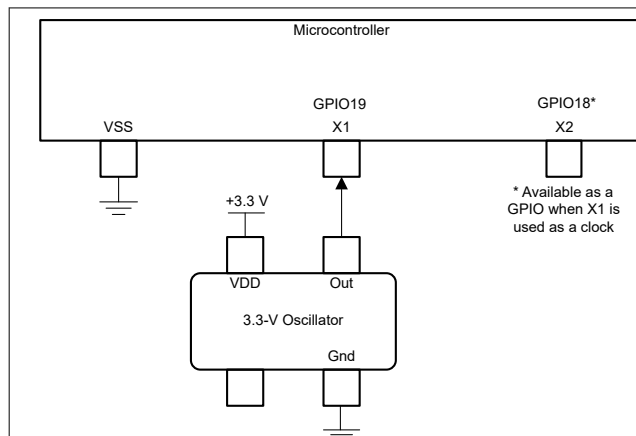 Microcontroller
GPIO19
GPIO18*
VSS
X1
X2
+3.3 V
* Available as a
GPIO when X1 is
used as a clock
VDD
Out
3.3-V Oscillator
Gnd